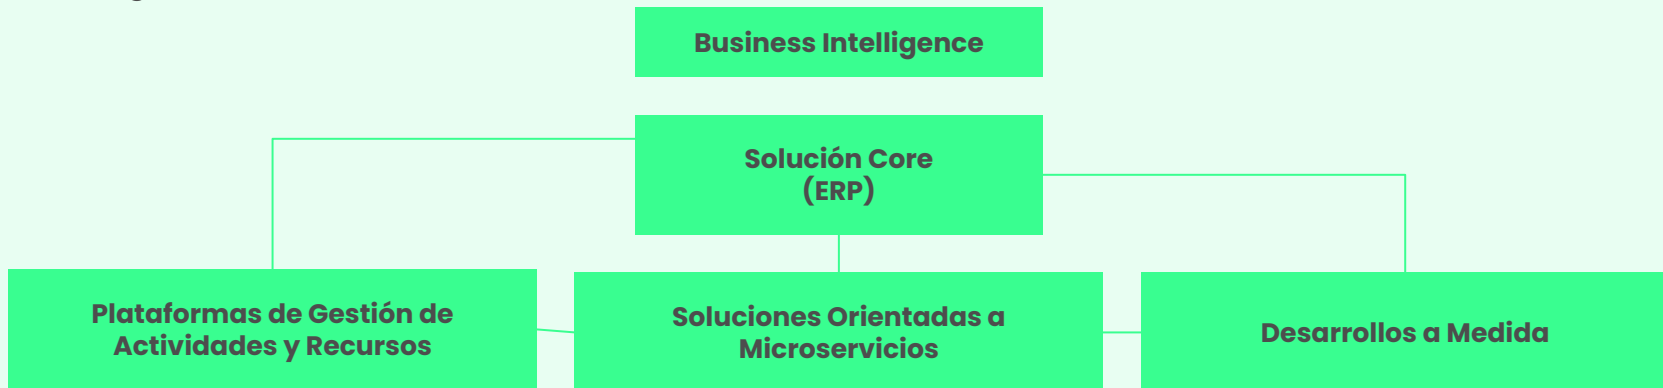 Business Intelligence
Solución Core
(ERP)
Plataformas de Gestión de
Actividades y Recursos
Soluciones Orientadas a
Microservicios
Desarrollos a Medida